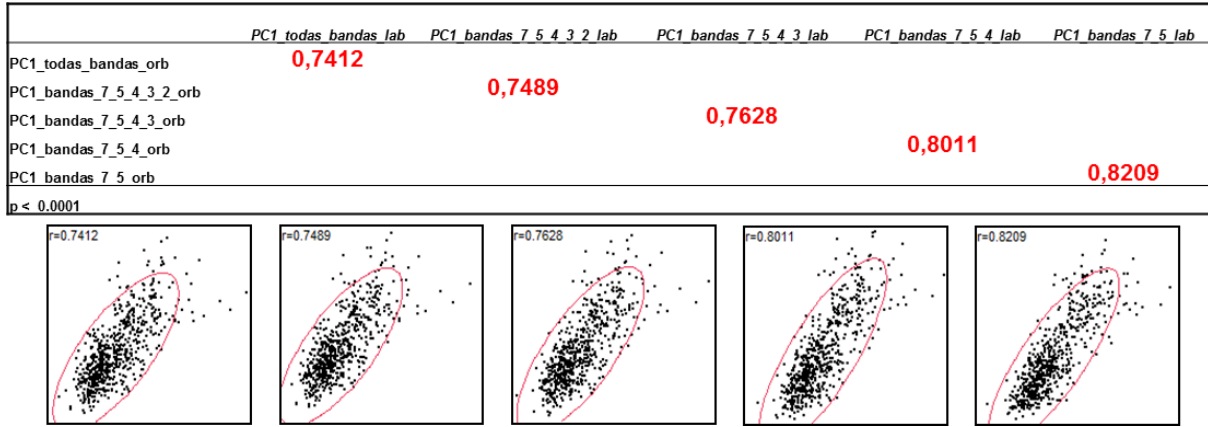 PC1_todas_bandas_lab PC1_bandas_7_5_4_3_2_lab PC1_bandas_7_5_4_3_lab PC1_bandas_7_5_4_lab PC1_bandas_7_5_lab
PC1_todas_bandas_orb 0,7412
PC1_bandas_7_5_4_3_2_orb 0,7489
PC1_bandas_7_5_4_3_orb 0,7628
PC1_bandas_7_5_4_orb 0,8011
PC1_bandas_7_5_orb 0,8209
p < 0.0001
r=0.7412 r=0.7489 r=0.7628 r=0.8011 r=0.8209